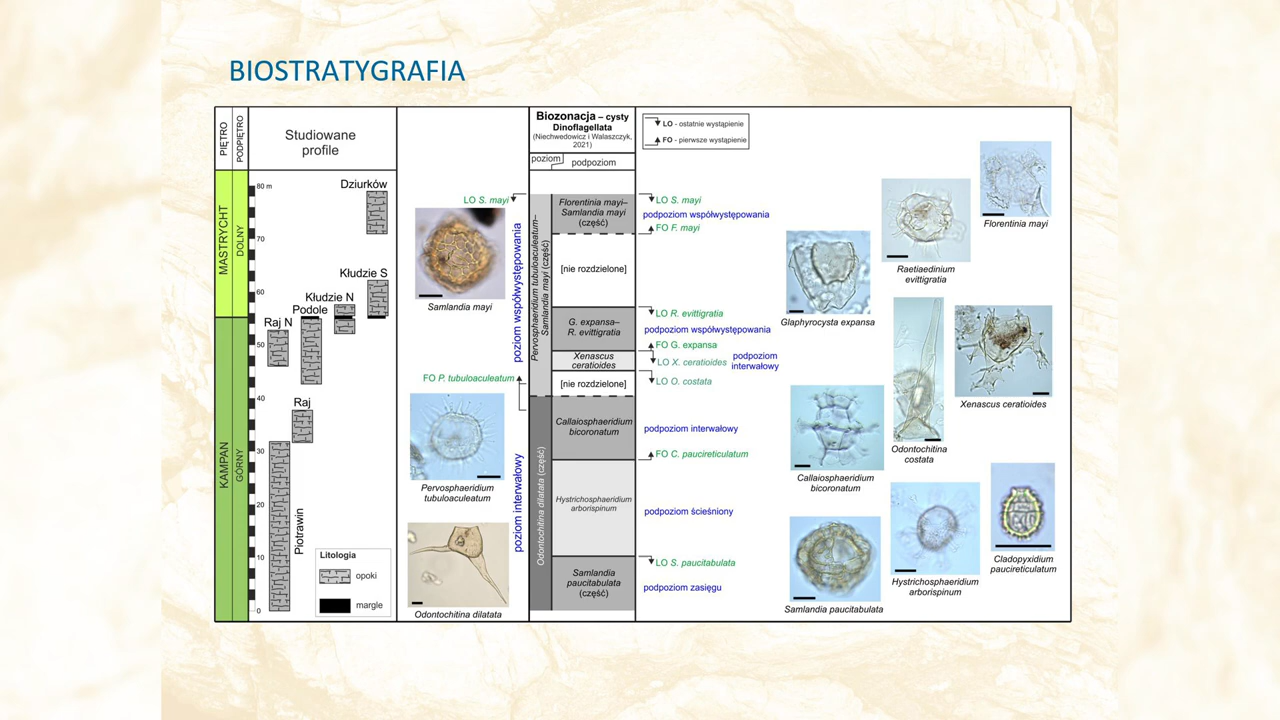 BIOSTRATYGRAFIA
PIĘTRO
PODPIĘTRO
Studiowane
profile
Biozonacja – cysty
Dinoflagellata
(Niechwedowicz i Walaszczyk,
2021)
poziom
podpoziom
LO - ostatnie wystąpienie
FO - pierwsze wystąpienie
MASTRYCHT
DOLNY
KAMPAN
GÓRNY
80 m
70
60
50
40
30
20
10
0
Dziurków
Kłudzie S
Kłudzie N
Podole
Raj N
Raj
Piotrawin
Litologia
opoki
margle
LO S. mayi
Samlandia mayi
poziom współwystępowania
FO P. tubuloaculeatum
Pervosphaeridium
tubuloaculeatum
poziom interwałowy
Odontochitina dilatata
Pervosphaeridium tubuloaculeatum–
Samlandia mayi (część)
Odontochitina dilatata (część)
Florentinia mayi–
Samlandia mayi
(część)
[nie rozdzielone]
G. expansa–
R. evittigratia
Xenascus
ceratioides
[nie rozdzielone]
Callaiosphaeridium
bicoronatum
Hystrichosphaeridium
arborispinum
Samlandia
paucitabulata
(część)
LO S. mayi
podpoziom współwystępowania
FO F. mayi
LO R. evittigratia
podpoziom współwystępowania
FO G. expansa
LO X. ceratioides
podpoziom
interwałowy
LO O. costata
podpoziom interwałowy
FO C. paucireticulatum
podpoziom ścieśniony
LO S. paucitabulata
podpoziom zasięgu
Florentinia mayi
Raetiaedinium
evittigratia
Glaphyrocysta expansa
Xenascus ceratioides
Odontochitina
costata
Callaiosphaeridium
bicoronatum
Cladopyxidium
paucireticulatum
Hystrichosphaeridium
arborispinum
Samlandia paucitabulata